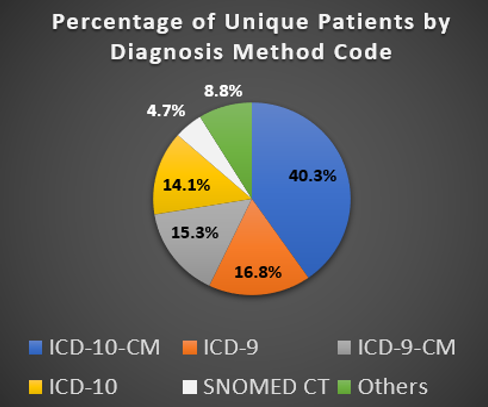 Percentage of Unique Patients by
Diagnosis Method Code
8.8%
4.7%
40.3%
14.1%
15.3%
16.8%
ICD-10-CM ICD-9 ICD-9-CM
ICD-10 SNOMED CT Others